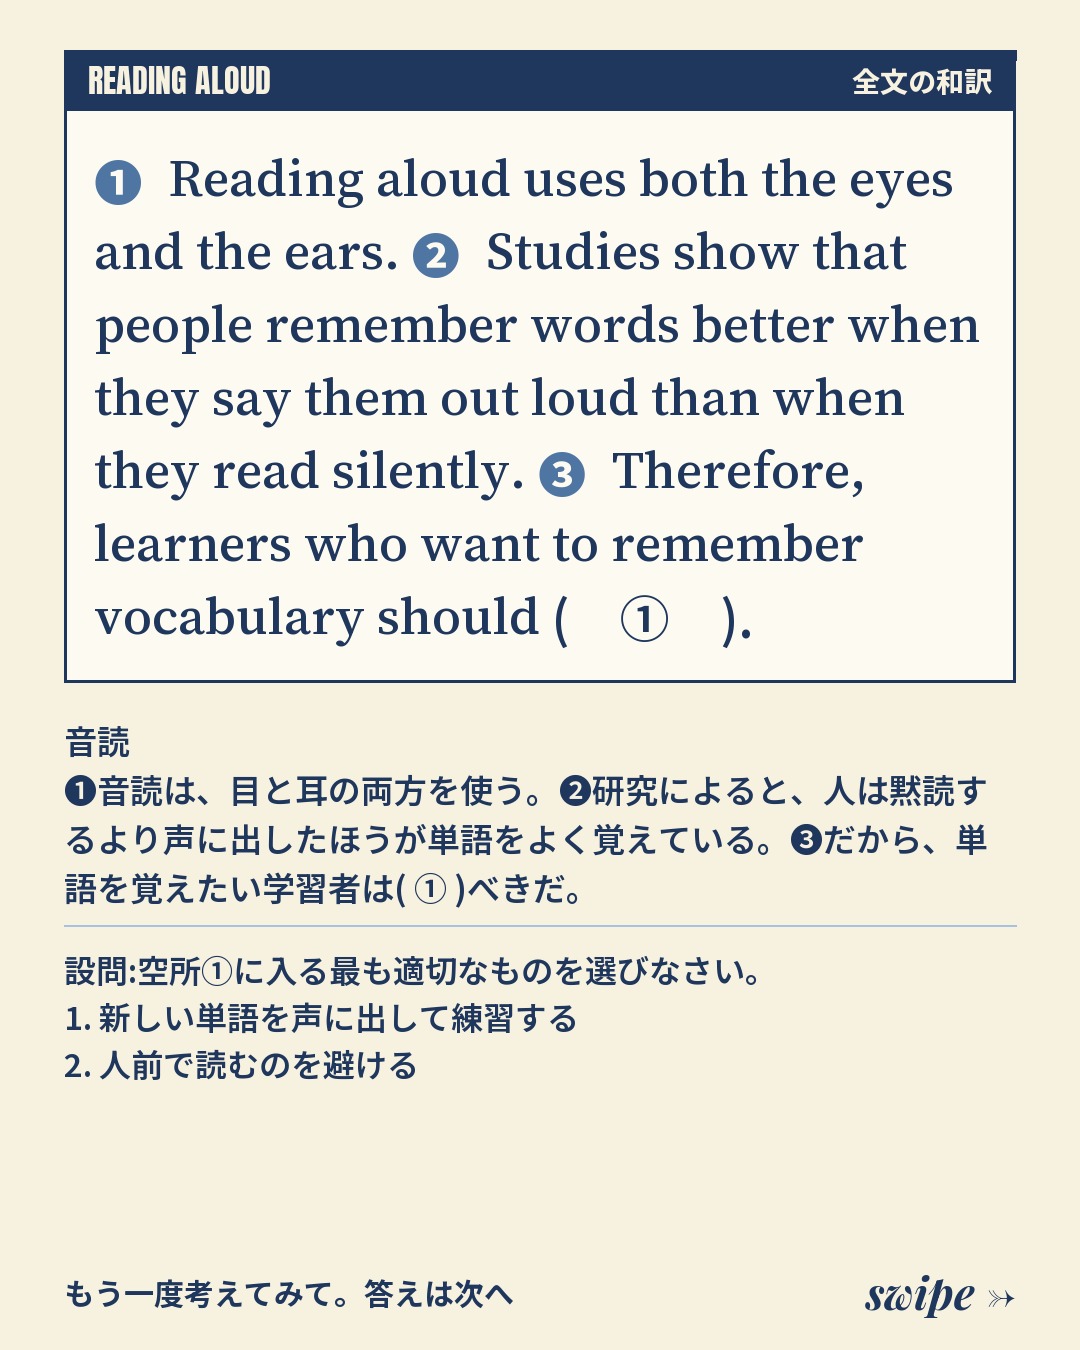 READING ALOUD
全文の和訳
❶ Reading aloud uses both the eyes
and the ears. ❷ Studies show that
people remember words better when
they say them out loud than when
they read silently. ❸ Therefore,
learners who want to remember
vocabulary should ( ① ).
音読
❶音読は、目と耳の両方を使う。❷研究によると、人は黙読す
るより声に出したほうが単語をよく覚えている。❸だから、単
語を覚えたい学習者は( ① )べきだ。
設問:空所①に入る最も適切なものを選びなさい。
1. 新しい単語を声に出して練習する
2. 人前で読むのを避ける
もう一度考えてみて。答えは次へ
swipe